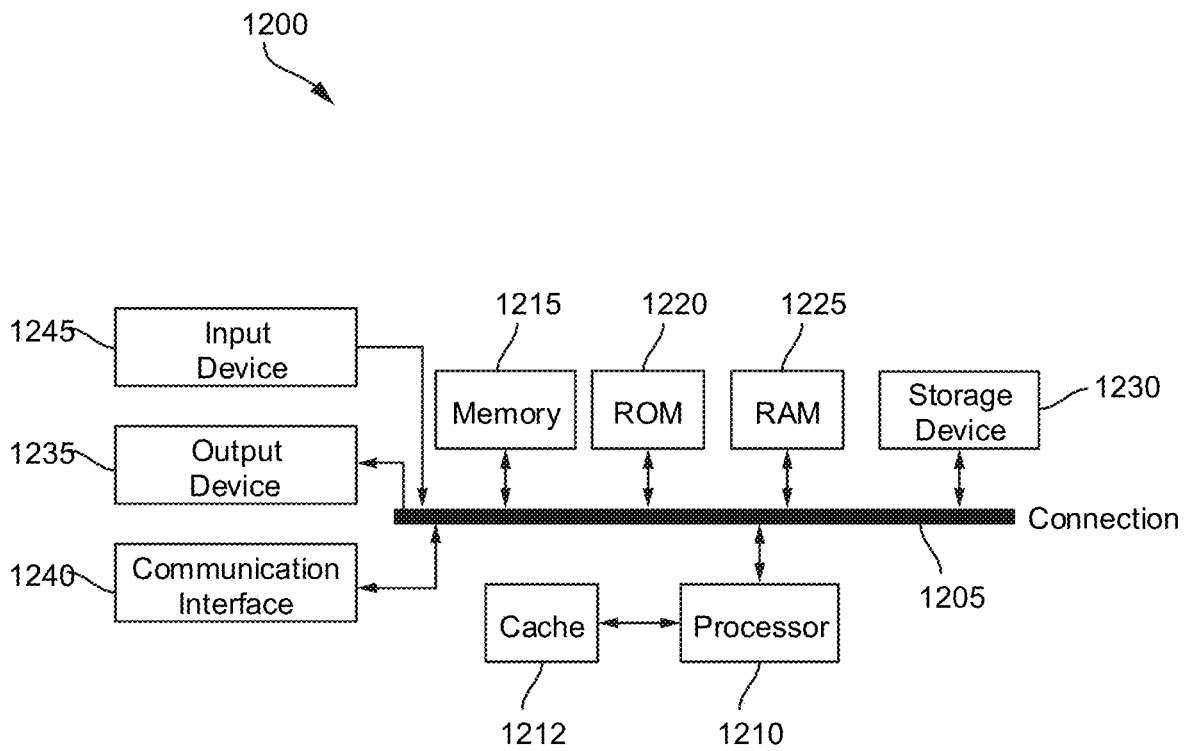 1200
1215
1220
1225
1245
Input
Device
Memory
ROM
RAM
Storage
Device
1230
1235
Output
Device
Connection
1240
Communication
Interface
Cache
Processor
1205
1212
1210